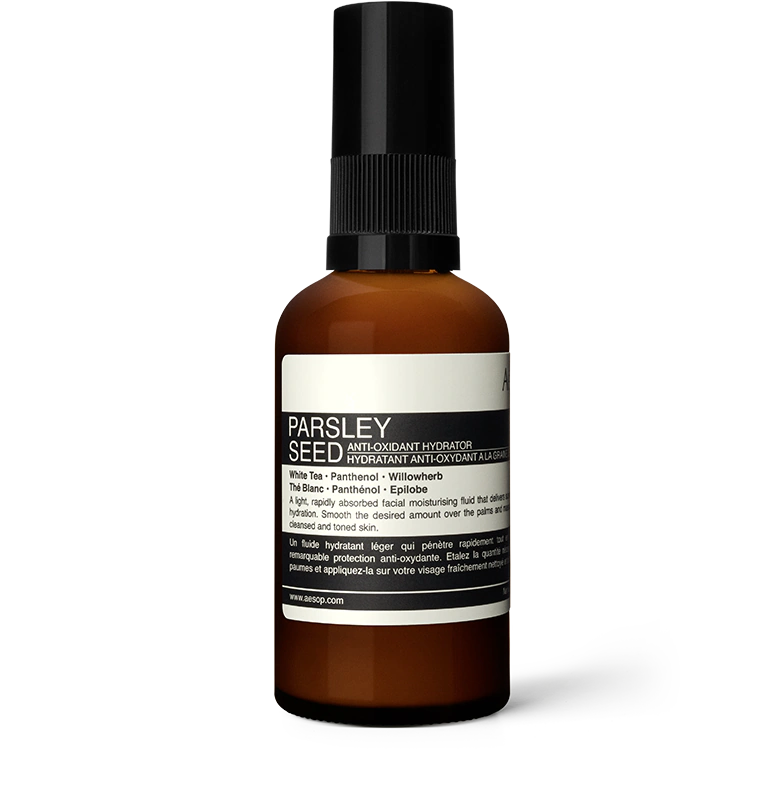 PARSLEY
SEED
ANTI-OXIDANT HYDRATOR
HYDRATANT ANTI-OXYDANT A LA
White Tea · Panthenol · Willowherb
Thé Blanc · Panthénol · Epilobe
A light, rapidly absorbed facial moisturising fluid that delivers
hydration. Smooth the desired amount over the palms and
cleansed and toned skin.
Un fluide hydratant léger qui pénètre rapidement tout
remarquable protection anti-oxydante. Etalez la quantité
paumes et appliquez-la sur votre visage fraîchement nettoyé
www.aesop.com